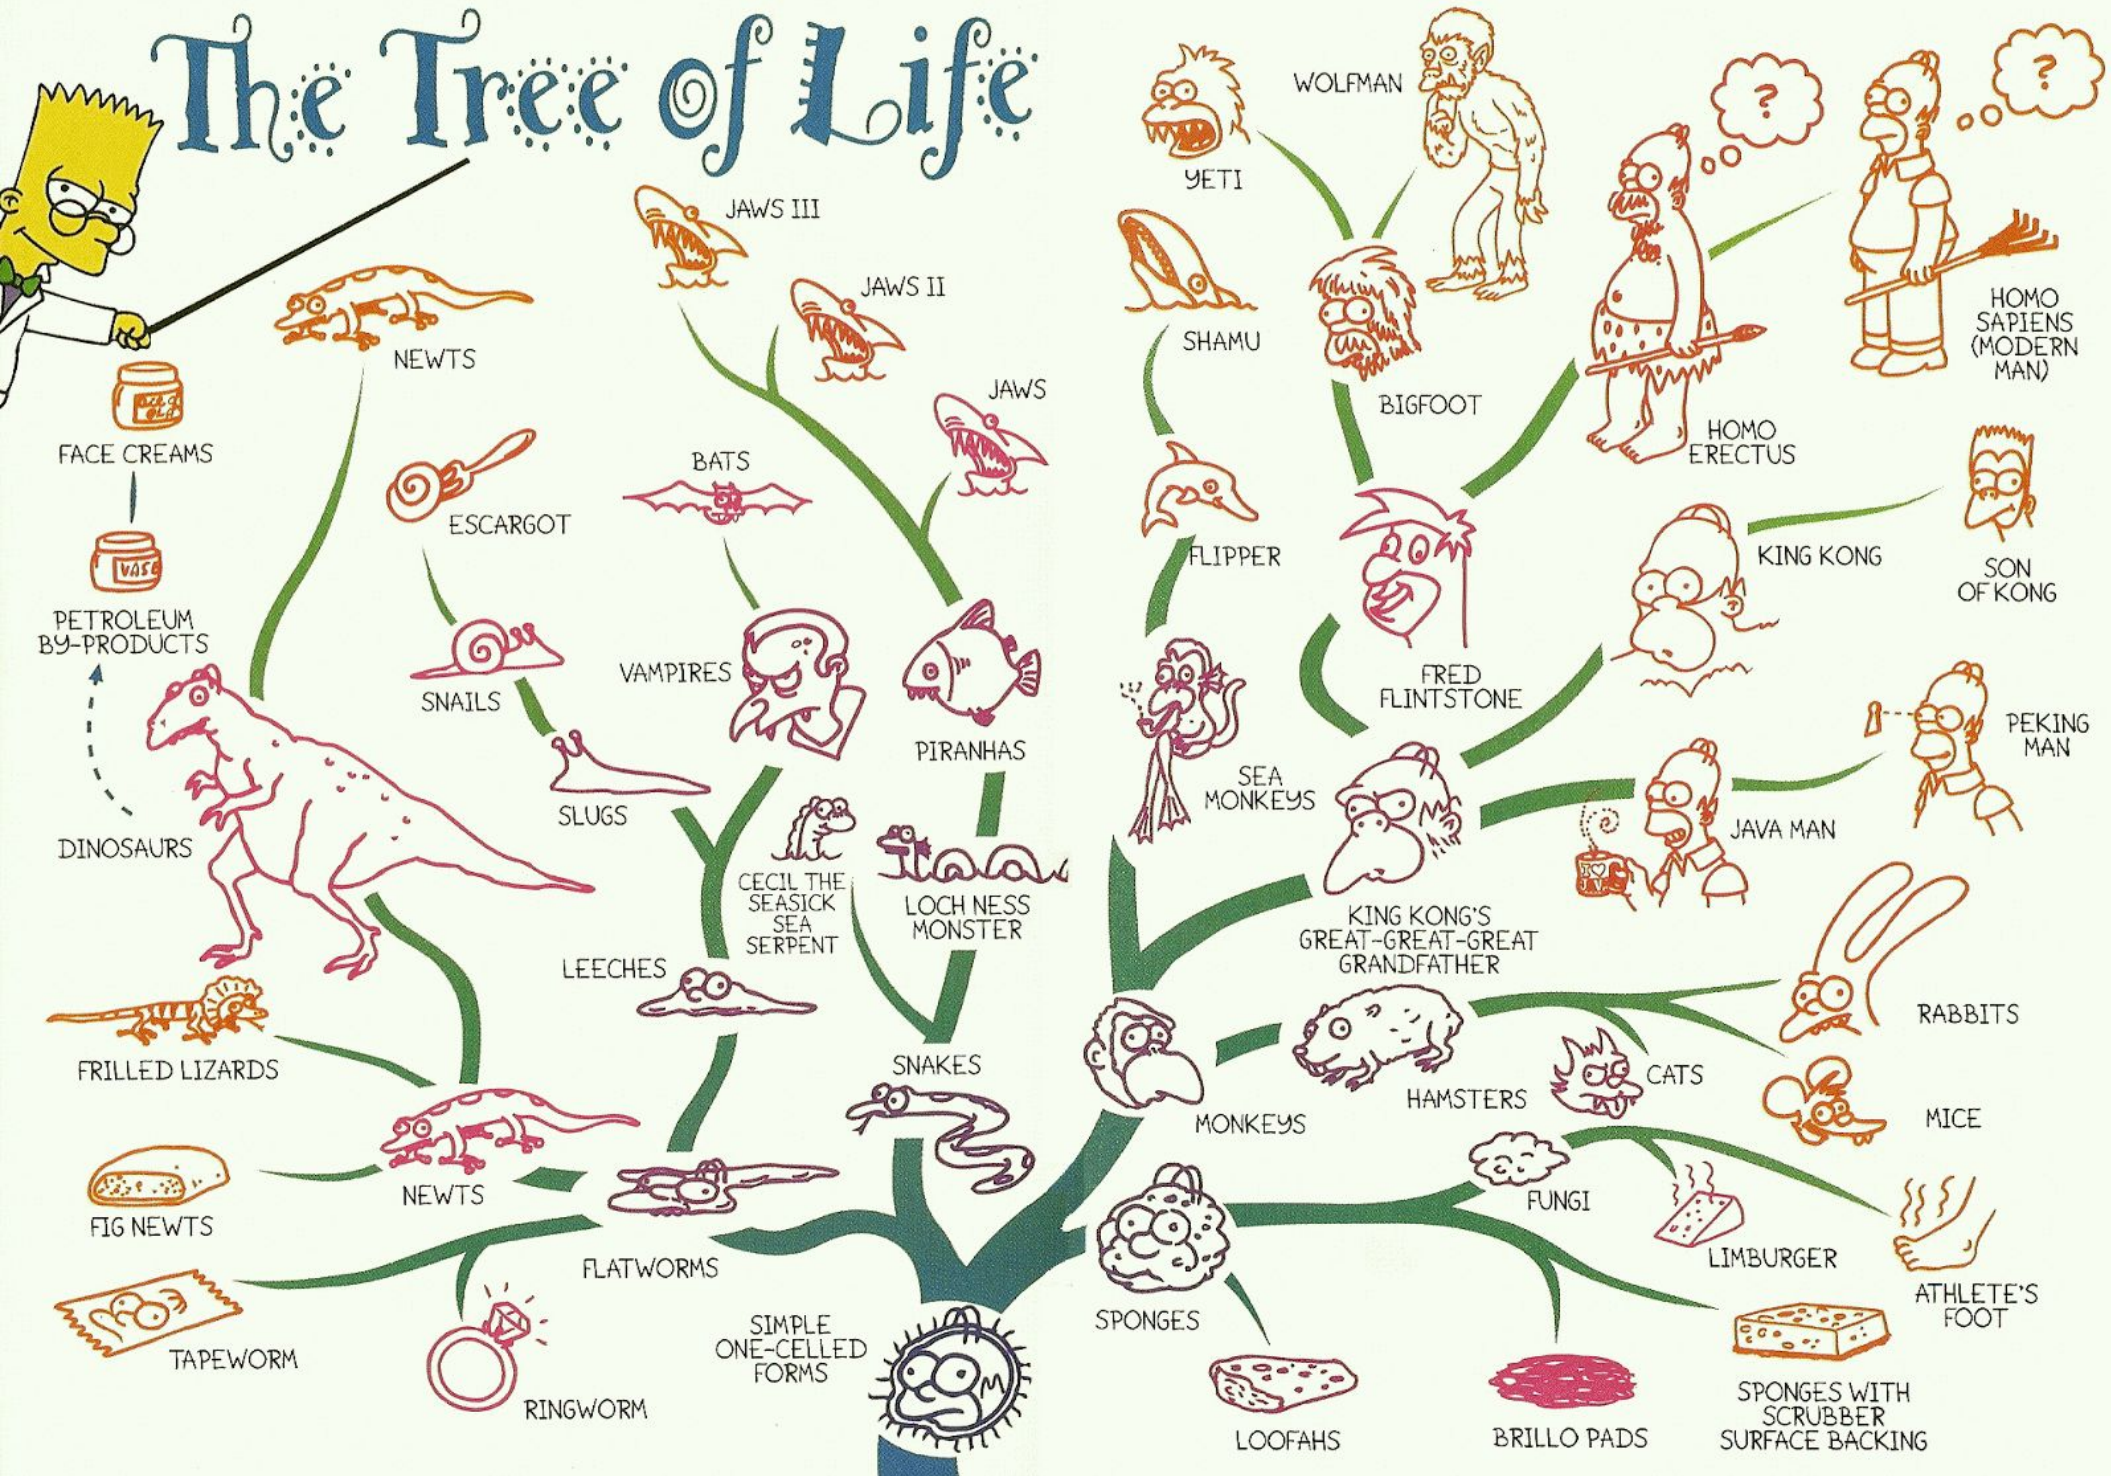 The Tree of Life
WOLFMAN
?
?
YETI
JAWS III
JAWS II
HOMO
SAPIENS
(MODERN
MAN)
SHAMU
NEWTS
JAWS
BIGFOOT
FACE CREAMS
HOMO
ERECTUS
BATS
ESCARGOT
FLIPPER
KING KONG
SON
OF KONG
VASE
PETROLEUM
BY-PRODUCTS
VAMPIRES
FRED
FLINTSTONE
SNAILS
PEKING
MAN
PIRANHAS
SEA
MONKEYS
SLUGS
JAVA MAN
DINOSAURS
I ♡
J.V.
CECIL THE
SEASICK
SEA
SERPENT
LOCH NESS
MONSTER
KING KONG'S
GREAT-GREAT-GREAT
GRANDFATHER
LEECHES
RABBITS
FRILLED LIZARDS
SNAKES
CATS
HAMSTERS
MICE
MONKEYS
NEWTS
FUNGI
FIG NEWTS
FLATWORMS
LIMBURGER
ATHLETE'S
FOOT
SPONGES
SIMPLE
ONE-CELLED
FORMS
TAPEWORM
RINGWORM
LOOFAHS
BRILLO PADS
SPONGES WITH
SCRUBBER
SURFACE BACKING